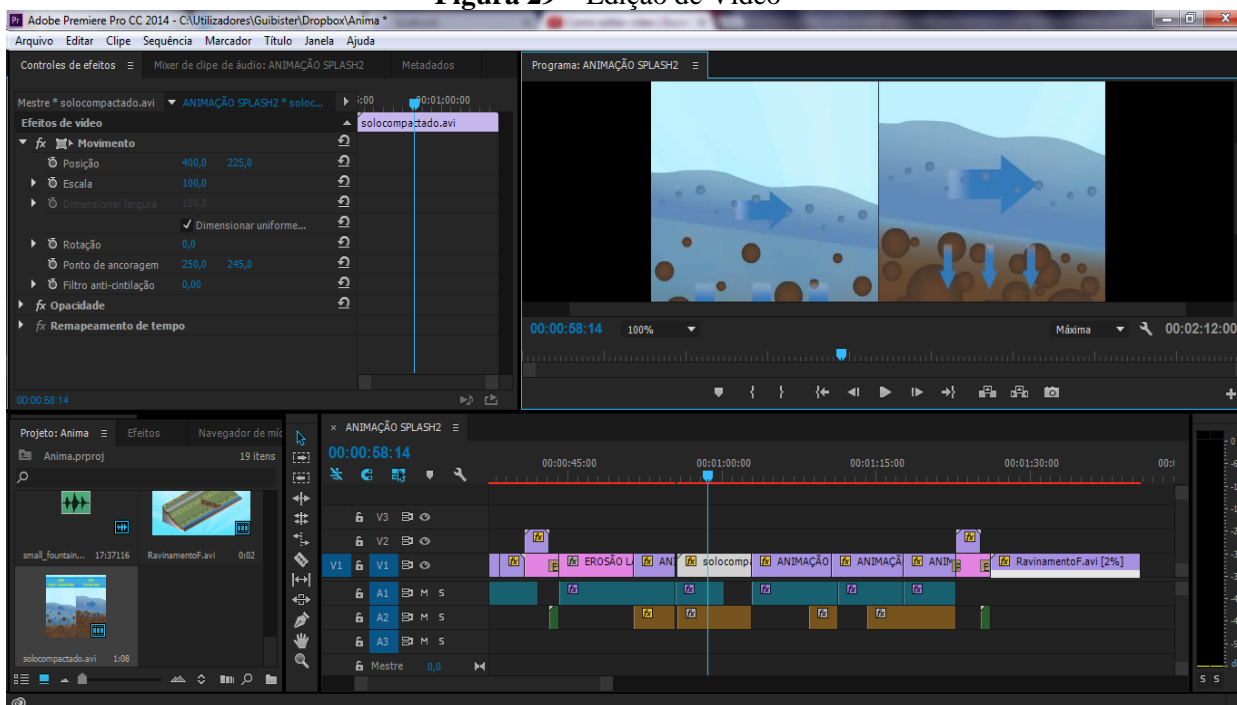 Figura 29 – Edição de Vídeo
Adobe Premiere Pro CC 2014 - C:\Utilizadores\Guibister\Dropbox\Anima *
Arquivo Editar Clipe Sequência Marcador Título Janela Ajuda
Controles de efeitos Mixer de clipe de áudio: ANIMAÇÃO SPLASH2 Metadados
Programa: ANIMAÇÃO SPLASH2
Mestre * solocompactado.avi ANIMAÇÃO SPLASH2 * soloc...
:00 00:01:00:00
Efeitos de vídeo
solocompactado.avi
fx Movimento
Posição 400,0 225,0
Escala 100,0
Dimensionar largura 100,0
Dimensionar uniforme...
Rotação 0,0
Ponto de ancoragem 250,0 245,0
Filtro anti-cintilação 0,00
fx Opacidade
fx Remapeamento de tempo
00:00:58:14
00:00:58:14 100% Máxima 00:02:12:00
Projeto: Anima Efeitos Navegador de míc
Anima.prproj 19 itens
small_fountain... 17:37116
RavinamentoF.avi 0:02
solocompactado.avi 1:08
× ANIMAÇÃO SPLASH2
00:00:58:14
00:00:45:00 00:01:00:00 00:01:15:00 00:01:30:00
V3
V2
V1 V1
EROSÃO L ANI solocomp. ANIMAÇÃO ANIMAÇÃ ANIM RavinamentoF.avi [2%]
A1 M S
A2 M S
A3 M S
Mestre 0,0
S S